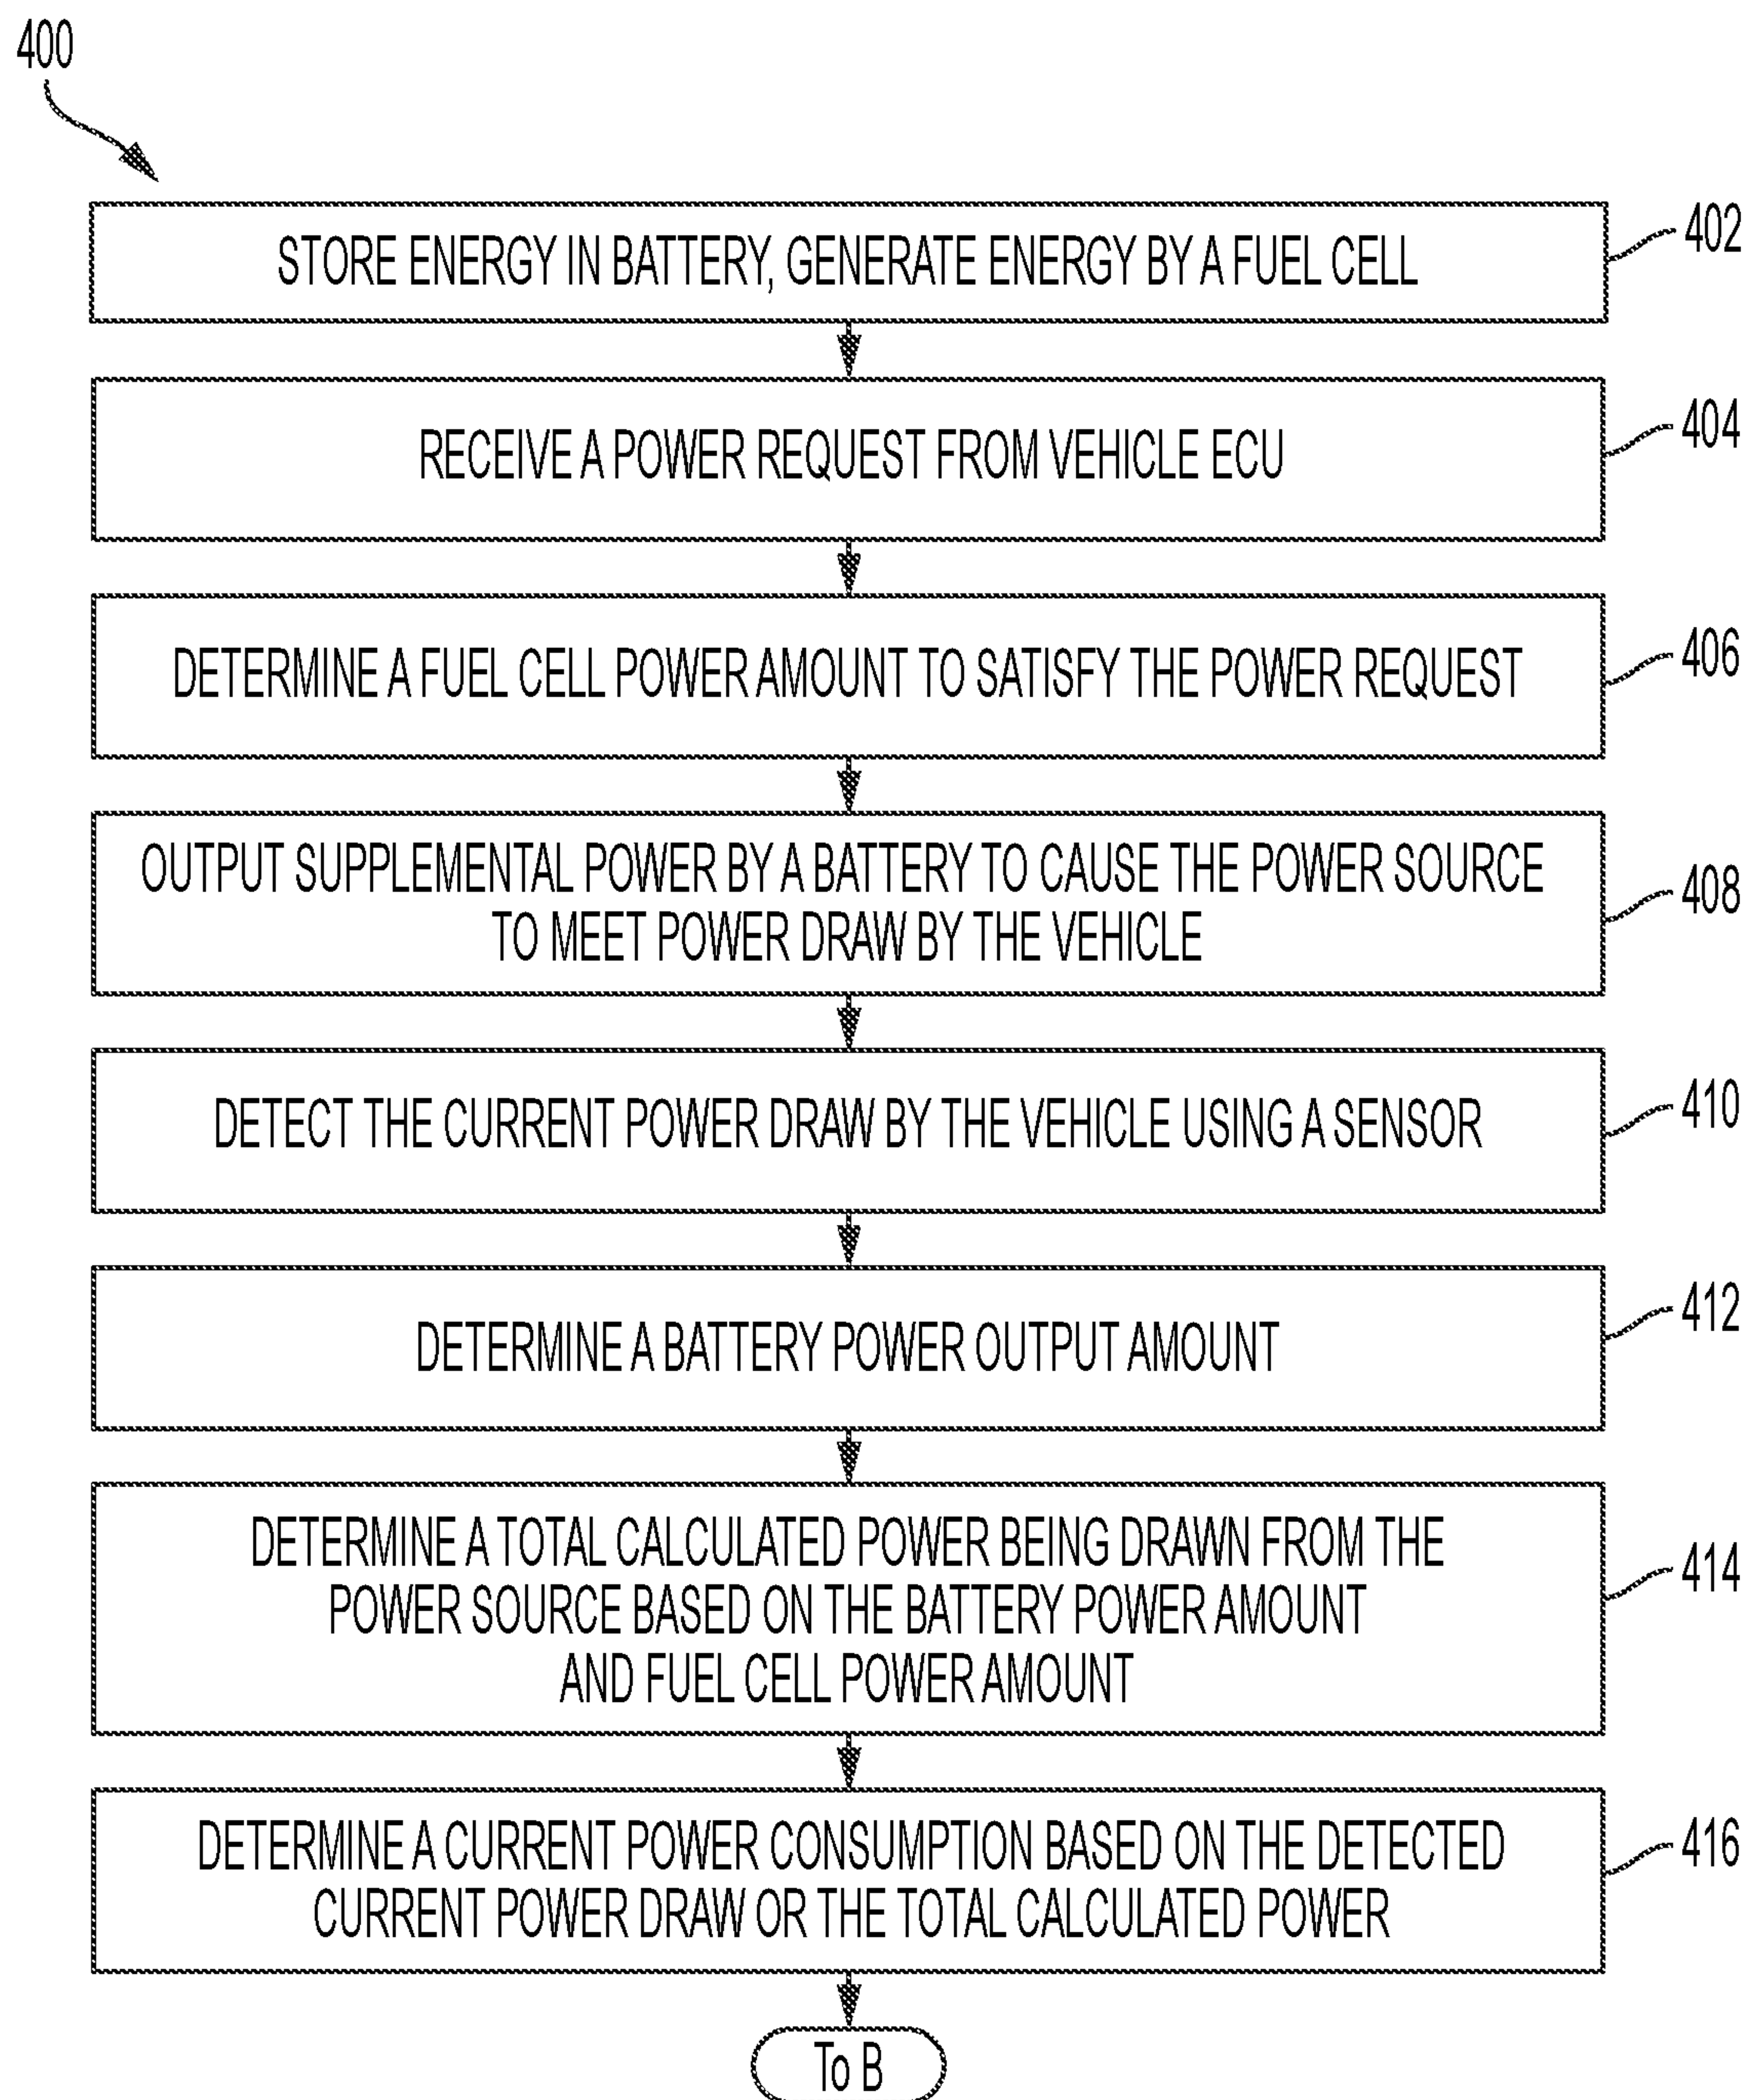 400
STORE ENERGY IN BATTERY, GENERATE ENERGY BY A FUEL CELL
402
RECEIVE A POWER REQUEST FROM VEHICLE ECU
404
DETERMINE A FUEL CELL POWER AMOUNT TO SATISFY THE POWER REQUEST
406
OUTPUT SUPPLEMENTAL POWER BY A BATTERY TO CAUSE THE POWER SOURCE
TO MEET POWER DRAW BY THE VEHICLE
408
DETECT THE CURRENT POWER DRAW BY THE VEHICLE USING A SENSOR
410
DETERMINE A BATTERY POWER OUTPUT AMOUNT
412
DETERMINE A TOTAL CALCULATED POWER BEING DRAWN FROM THE
POWER SOURCE BASED ON THE BATTERY POWER AMOUNT
AND FUEL CELL POWER AMOUNT
414
DETERMINE A CURRENT POWER CONSUMPTION BASED ON THE DETECTED
CURRENT POWER DRAW OR THE TOTAL CALCULATED POWER
416
To B